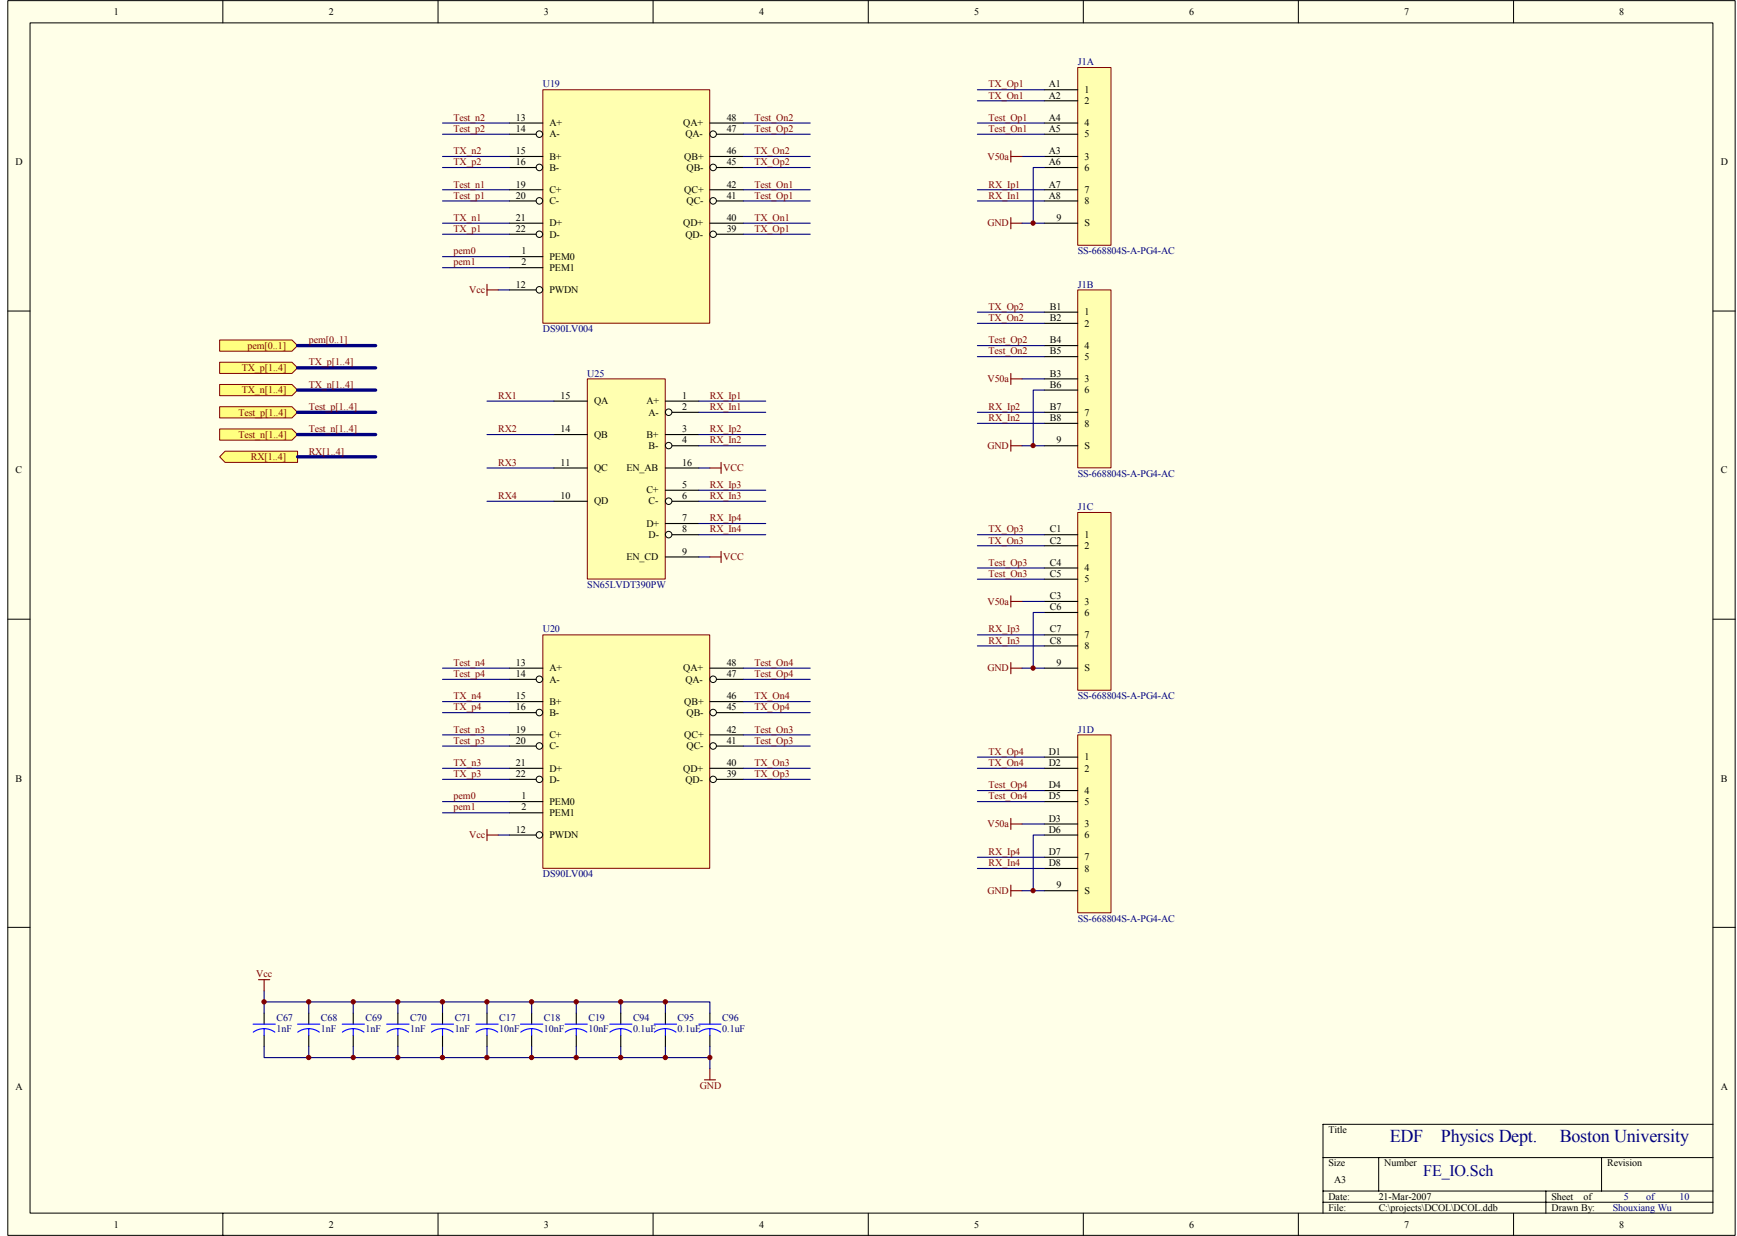 1 2 3 4 5 6 7 8
D D
C C
B B
A A
U19
Test_n2 13 A+ QA+ 48 Test_On2
Test_p2 14 A- QA- 47 Test_Op2
TX_n2 15 B+ QB+ 46 TX_On2
TX_p2 16 B- QB- 45 TX_Op2
Test_n1 19 C+ QC+ 42 Test_On1
Test_p1 20 C- QC- 41 Test_Op1
TX_n1 21 D+ QD+ 40 TX_On1
TX_p1 22 D- QD- 39 TX_Op1
pem0 1 PEM0
pem1 2 PEM1
Vcc 12 PWDN
DS90LV004
pem[0..1] pem[0..1]
TX_p[1..4] TX_p[1..4]
TX_n[1..4] TX_n[1..4]
Test_p[1..4] Test_p[1..4]
Test_n[1..4] Test_n[1..4]
RX[1..4] RX[1..4]
U25
RX1 15 QA A+ 1 RX_Ip1
A- 2 RX_In1
RX2 14 QB B+ 3 RX_Ip2
B- 4 RX_In2
RX3 11 QC EN_AB 16 VCC
C+ 5 RX_Ip3
RX4 10 QD C- 6 RX_In3
D+ 7 RX_Ip4
D- 8 RX_In4
EN_CD 9 VCC
SN65LVDT390PW
U20
Test_n4 13 A+ QA+ 48 Test_On4
Test_p4 14 A- QA- 47 Test_Op4
TX_n4 15 B+ QB+ 46 TX_On4
TX_p4 16 B- QB- 45 TX_Op4
Test_n3 19 C+ QC+ 42 Test_On3
Test_p3 20 C- QC- 41 Test_Op3
TX_n3 21 D+ QD+ 40 TX_On3
TX_p3 22 D- QD- 39 TX_Op3
pem0 1 PEM0
pem1 2 PEM1
Vcc 12 PWDN
DS90LV004
J1A
TX_Op1 A1 1
TX_On1 A2 2
Test_Op1 A4 4
Test_On1 A5 5
V50a A3 3
A6 6
RX_Ip1 A7 7
RX_In1 A8 8
GND 9 S
SS-668804S-A-PG4-AC
J1B
TX_Op2 B1 1
TX_On2 B2 2
Test_Op2 B4 4
Test_On2 B5 5
V50a B3 3
B6 6
RX_Ip2 B7 7
RX_In2 B8 8
GND 9 S
SS-668804S-A-PG4-AC
J1C
TX_Op3 C1 1
TX_On3 C2 2
Test_Op3 C4 4
Test_On3 C5 5
V50a C3 3
C6 6
RX_Ip3 C7 7
RX_In3 C8 8
GND 9 S
SS-668804S-A-PG4-AC
J1D
TX_Op4 D1 1
TX_On4 D2 2
Test_Op4 D4 4
Test_On4 D5 5
V50a D3 3
D6 6
RX_Ip4 D7 7
RX_In4 D8 8
GND 9 S
SS-668804S-A-PG4-AC
Vcc
C67 C68 C69 C70 C71 C17 C18 C19 C94 C95 C96
1nF 1nF 1nF 1nF 1nF 10nF 10nF 10nF 0.1uF 0.1uF 0.1uF
GND
Title EDF Physics Dept. Boston University
Size Number Revision
A3 FE_IO.Sch
Date: 21-Mar-2007 Sheet of 5 of 10
File: C:\projects\DCOL\DCOL.ddb Drawn By: Shouxiang Wu
1 2 3 4 5 6 7 8